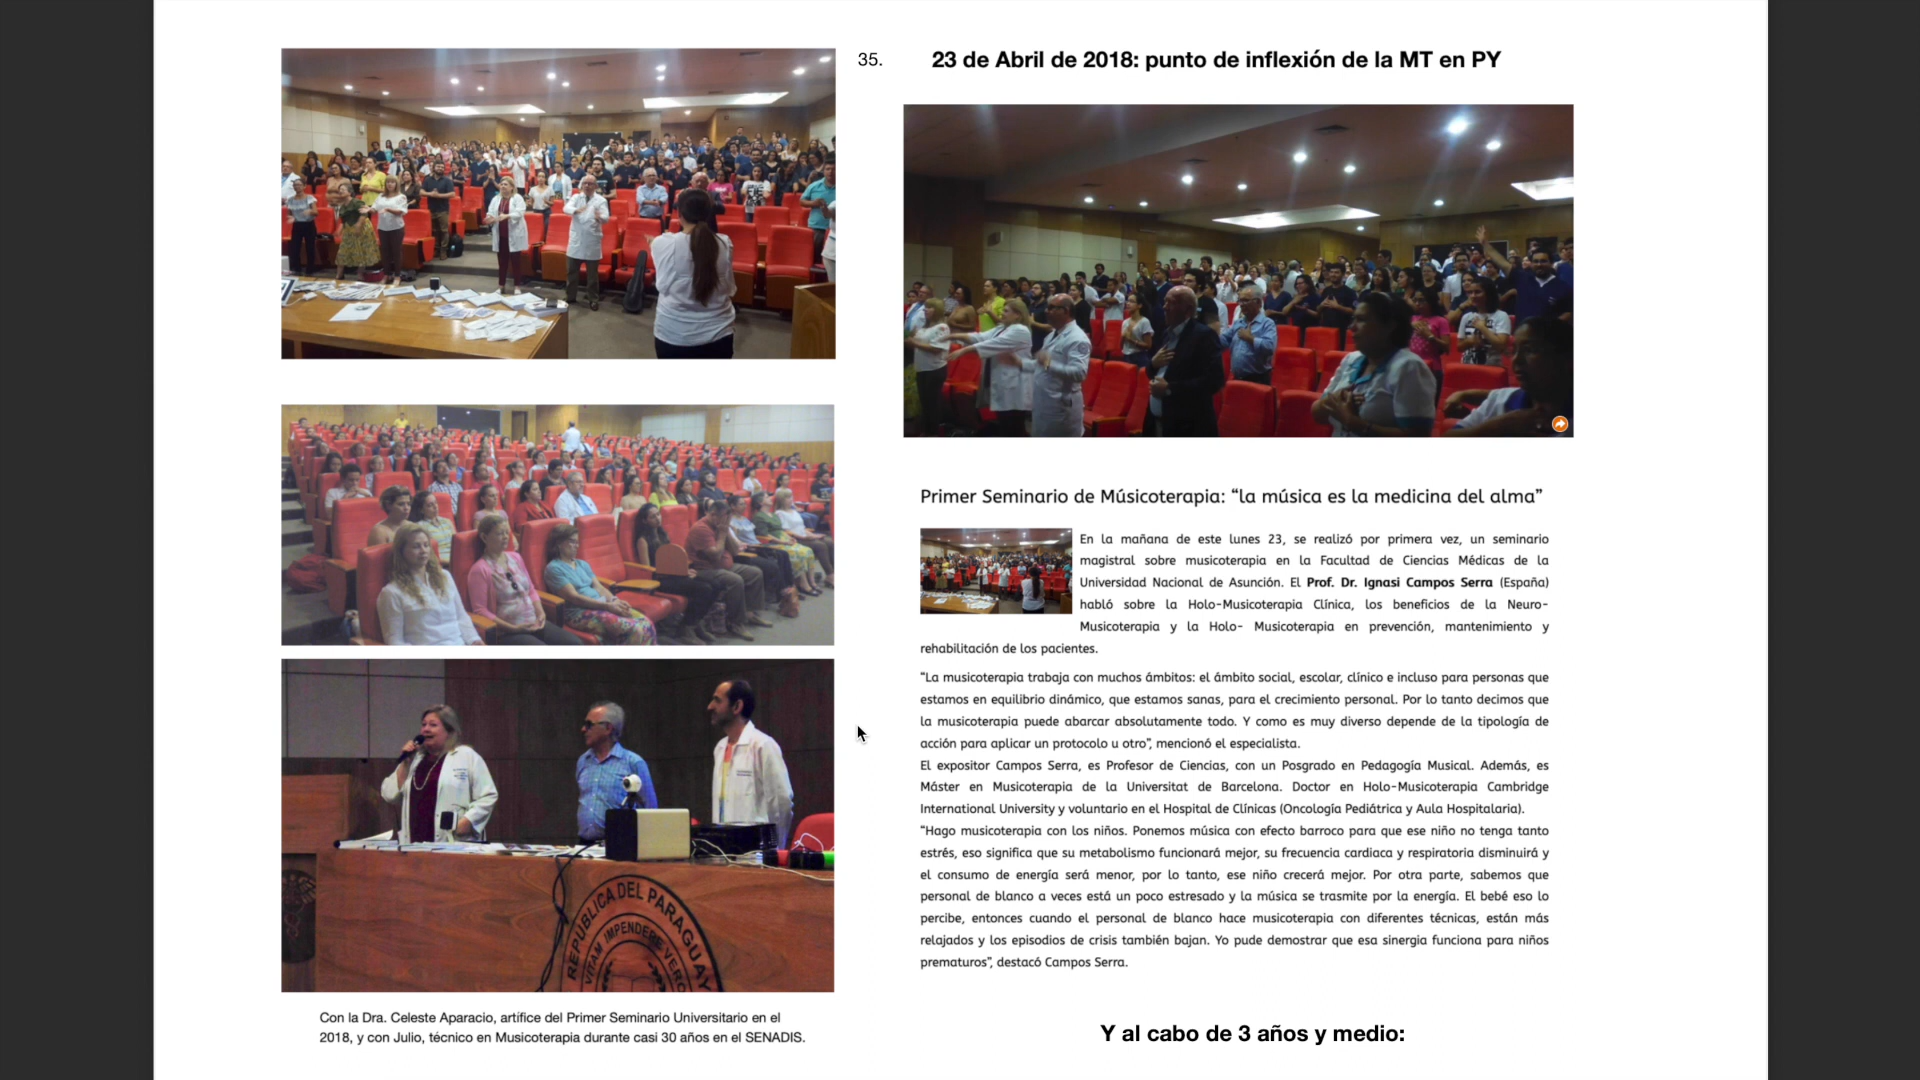 35.
23 de Abril de 2018: punto de inflexión de la MT en PY
REPÚBLICA DEL PARAGUAY
VITAM IMPENDERE VERO
Con la Dra. Celeste Aparacio, artífice del Primer Seminario Universitario en el
2018, y con Julio, técnico en Musicoterapia durante casi 30 años en el SENADIS.
Primer Seminario de Músicoterapia: “la música es la medicina del alma”
En la mañana de este lunes 23, se realizó por primera vez, un seminario
magistral sobre musicoterapia en la Facultad de Ciencias Médicas de la
Universidad Nacional de Asunción. El Prof. Dr. Ignasi Campos Serra (España)
habló sobre la Holo-Musicoterapia Clínica, los beneficios de la Neuro-
Musicoterapia y la Holo- Musicoterapia en prevención, mantenimiento y
rehabilitación de los pacientes.
“La musicoterapia trabaja con muchos ámbitos: el ámbito social, escolar, clínico e incluso para personas que
estamos en equilibrio dinámico, que estamos sanas, para el crecimiento personal. Por lo tanto decimos que
la musicoterapia puede abarcar absolutamente todo. Y como es muy diverso depende de la tipología de
acción para aplicar un protocolo u otro”, mencionó el especialista.
El expositor Campos Serra, es Profesor de Ciencias, con un Posgrado en Pedagogía Musical. Además, es
Máster en Musicoterapia de la Universitat de Barcelona. Doctor en Holo-Musicoterapia Cambridge
International University y voluntario en el Hospital de Clínicas (Oncología Pediátrica y Aula Hospitalaria).
“Hago musicoterapia con los niños. Ponemos música con efecto barroco para que ese niño no tenga tanto
estrés, eso significa que su metabolismo funcionará mejor, su frecuencia cardiaca y respiratoria disminuirá y
el consumo de energía será menor, por lo tanto, ese niño crecerá mejor. Por otra parte, sabemos que
personal de blanco a veces está un poco estresado y la música se trasmite por la energía. El bebé eso lo
percibe, entonces cuando el personal de blanco hace musicoterapia con diferentes técnicas, están más
relajados y los episodios de crisis también bajan. Yo pude demostrar que esa sinergia funciona para niños
prematuros”, destacó Campos Serra.
Y al cabo de 3 años y medio: